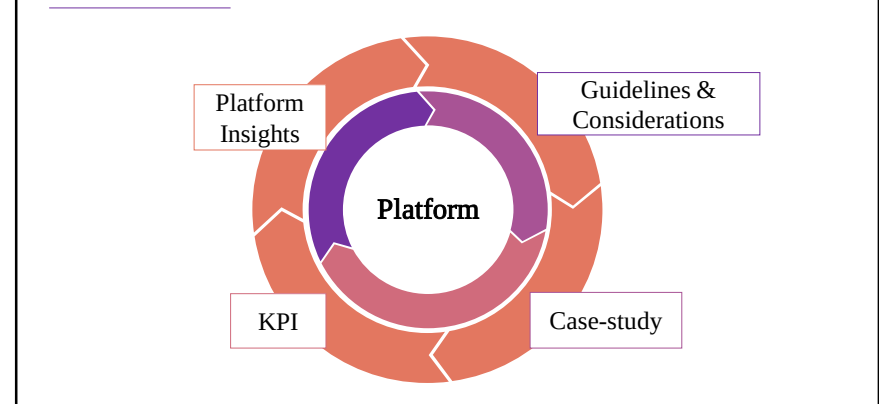 Platform
Insights
Guidelines &
Considerations
Platform
KPI
Case-study